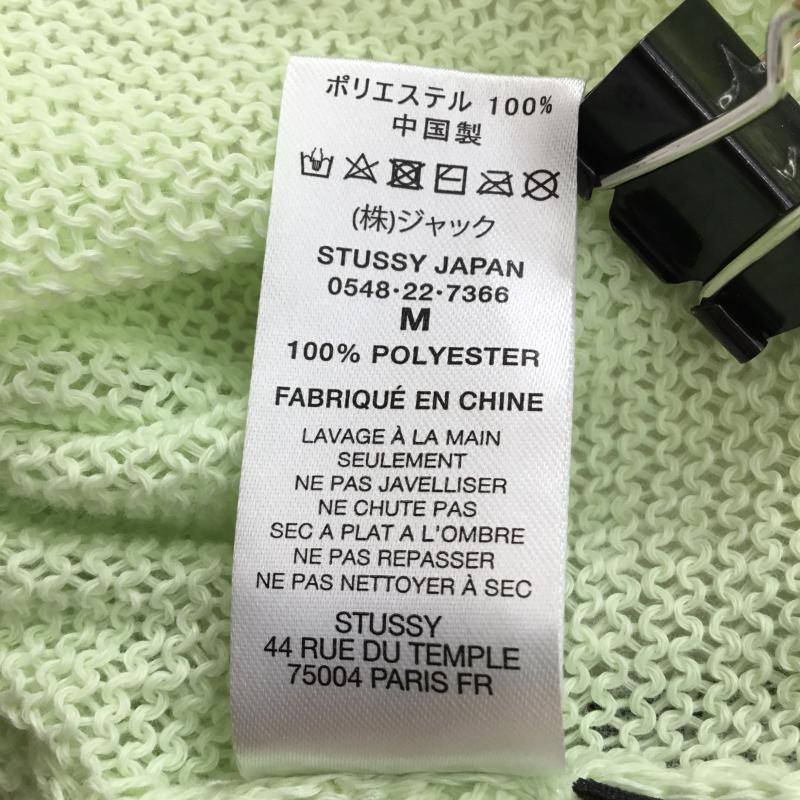 ポリエステル 100%
中国製
(株)ジャック
STUSSY JAPAN
0548·22·7366
M
100% POLYESTER
FABRIQUÉ EN CHINE
LAVAGE À LA MAIN
SEULEMENT
NE PAS JAVELLISER
NE CHUTE PAS
SEC A PLAT A L'OMBRE
NE PAS REPASSER
NE PAS NETTOYER À SEC
STUSSY
44 RUE DU TEMPLE
75004 PARIS FR